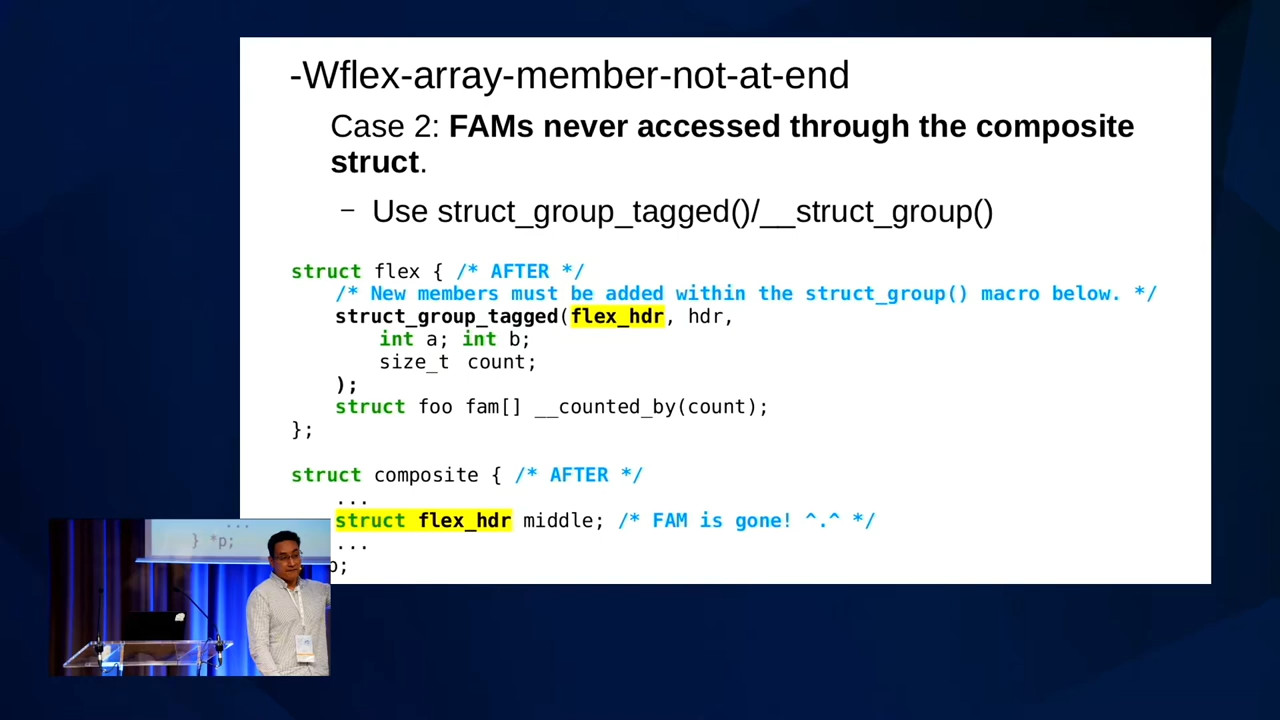 -Wflex-array-member-not-at-end
Case 2: FAMs never accessed through the composite
struct.
– Use struct_group_tagged()/__struct_group()
struct flex { /* AFTER */
/* New members must be added within the struct_group() macro below. */
struct_group_tagged(flex_hdr, hdr,
int a; int b;
size_t count;
);
struct foo fam[] __counted_by(count);
};
struct composite { /* AFTER */
...
struct flex_hdr middle; /* FAM is gone! ^.^ */
...
p;
...
} *p;